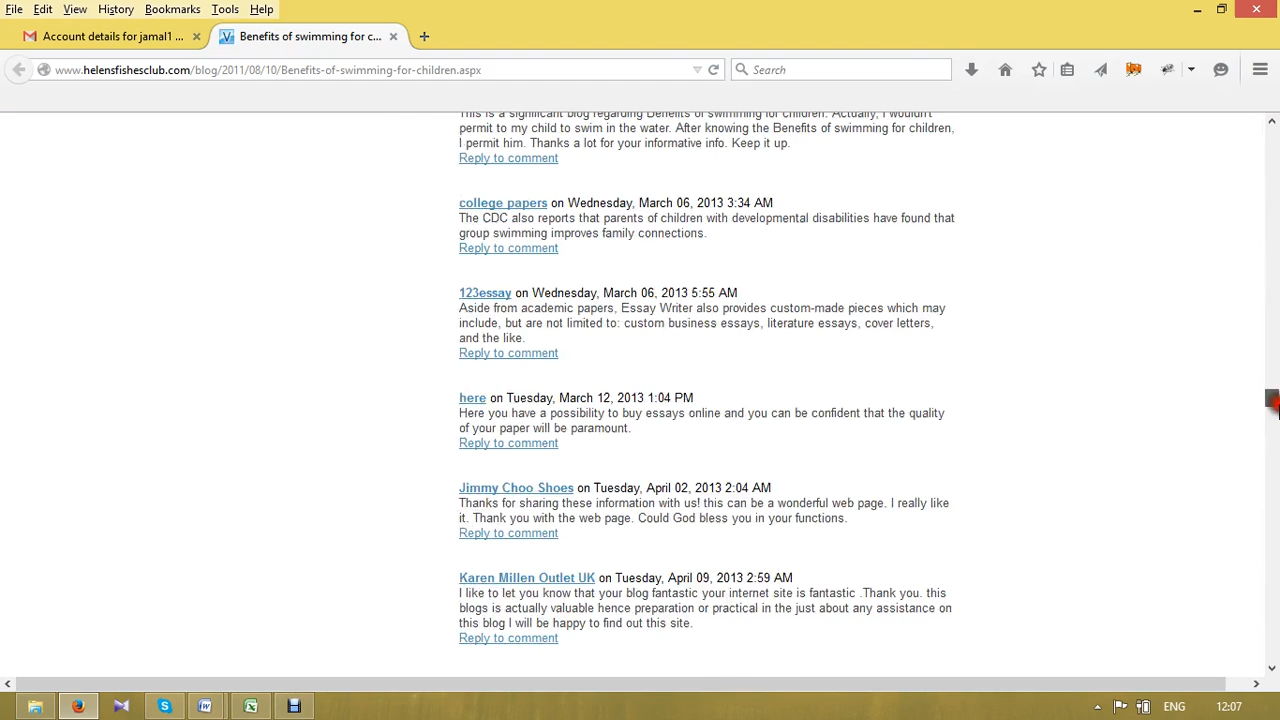 File Edit View History Bookmarks Tools Help
Account details for jamal1 ... × Benefits of swimming for c... ×
www.helensfishesclub.com/blog/2011/08/10/Benefits-of-swimming-for-children.aspx Search
This is a significant blog regarding Benefits of swimming for children. Actually, I wouldn't
permit to my child to swim in the water. After knowing the Benefits of swimming for children,
I permit him. Thanks a lot for your informative info. Keep it up.
Reply to comment
college papers on Wednesday, March 06, 2013 3:34 AM
The CDC also reports that parents of children with developmental disabilities have found that
group swimming improves family connections.
Reply to comment
123essay on Wednesday, March 06, 2013 5:55 AM
Aside from academic papers, Essay Writer also provides custom-made pieces which may
include, but are not limited to: custom business essays, literature essays, cover letters,
and the like.
Reply to comment
here on Tuesday, March 12, 2013 1:04 PM
Here you have a possibility to buy essays online and you can be confident that the quality
of your paper will be paramount.
Reply to comment
Jimmy Choo Shoes on Tuesday, April 02, 2013 2:04 AM
Thanks for sharing these information with us! this can be a wonderful web page. I really like
it. Thank you with the web page. Could God bless you in your functions.
Reply to comment
Karen Millen Outlet UK on Tuesday, April 09, 2013 2:59 AM
I like to let you know that your blog fantastic your internet site is fantastic .Thank you. this
blogs is actually valuable hence preparation or practical in the just about any assistance on
this blog I will be happy to find out this site.
Reply to comment
ENG 12:07